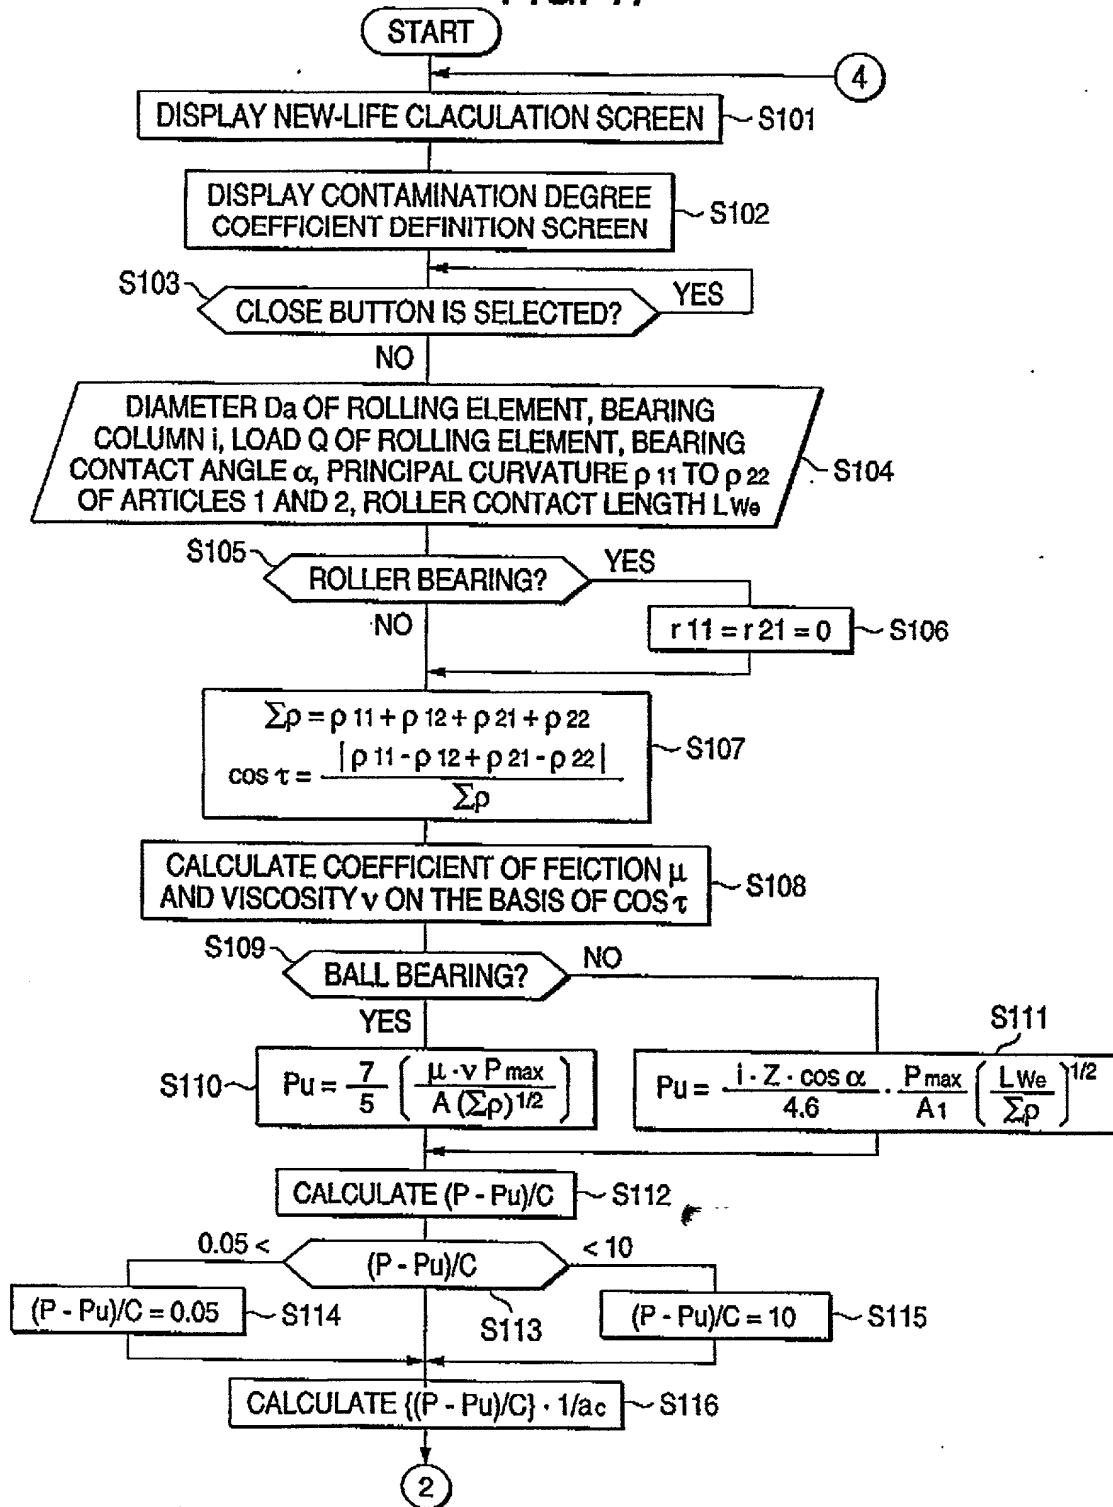 START
4
DISPLAY NEW-LIFE CLACULATION SCREEN
S101
DISPLAY CONTAMINATION DEGREE
COEFFICIENT DEFINITION SCREEN
S102
S103
CLOSE BUTTON IS SELECTED?
YES
NO
DIAMETER Da OF ROLLING ELEMENT, BEARING
COLUMN i, LOAD Q OF ROLLING ELEMENT, BEARING
CONTACT ANGLE α, PRINCIPAL CURVATURE ρ 11 TO ρ 22
OF ARTICLES 1 AND 2, ROLLER CONTACT LENGTH LWe
S104
S105
ROLLER BEARING?
YES
NO
r 11 = r 21 = 0
S106
Σρ = ρ 11 + ρ 12 + ρ 21 + ρ 22
cos τ = |ρ 11 - ρ 12 + ρ 21 - ρ 22| / Σρ
S107
CALCULATE COEFFICIENT OF FEICTION μ
AND VISCOSITY ν ON THE BASIS OF COS τ
S108
S109
BALL BEARING?
NO
YES
S110
Pu = 7/5 (μ · ν Pmax / A (Σρ)^1/2)
S111
Pu = i · Z · cos α / 4.6 · Pmax / A1 (LWe / Σρ)^1/2
CALCULATE (P - Pu)/C
S112
0.05 <
(P - Pu)/C
< 10
S113
(P - Pu)/C = 0.05
S114
(P - Pu)/C = 10
S115
CALCULATE {(P - Pu)/C} · 1/ac
S116
2